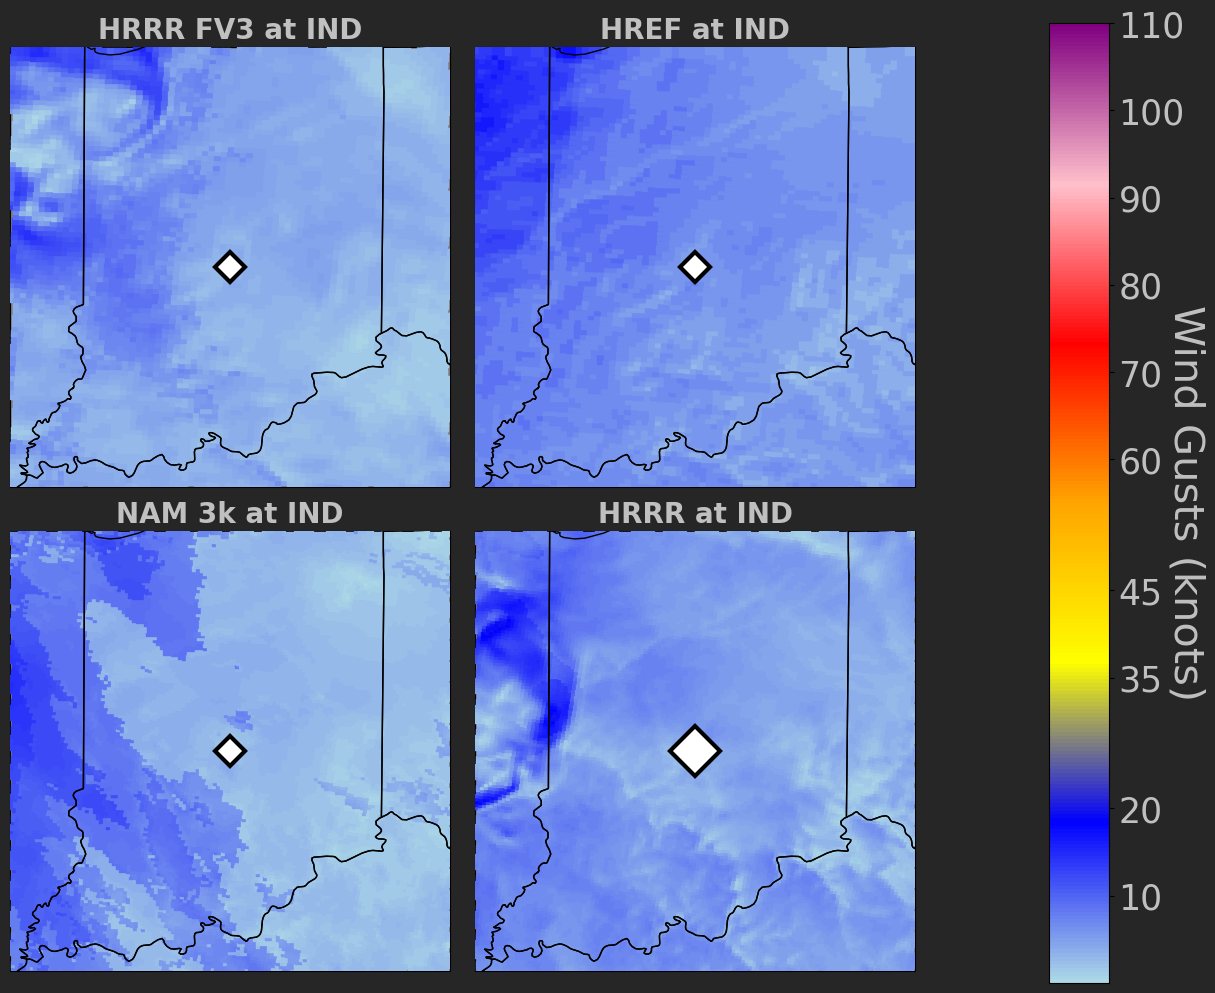 HRRR FV3 at IND
HREF at IND
NAM 3k at IND
HRRR at IND
110
100
90
80
70
60
45
35
20
10
Wind Gusts (knots)